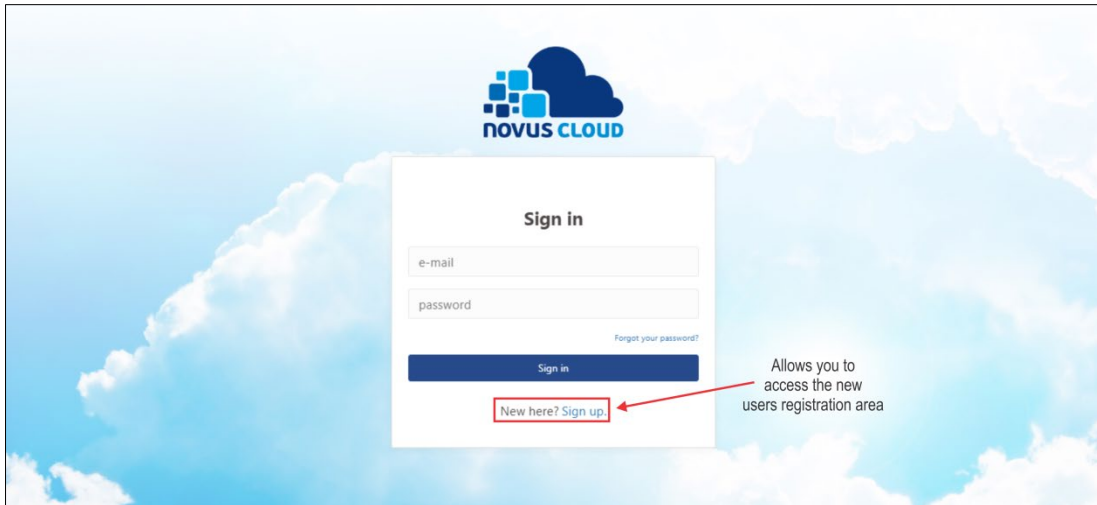 novus cloud
Sign in
e-mail
password
Forgot your password?
Sign in
New here? Sign up.
Allows you to
access the new
users registration area